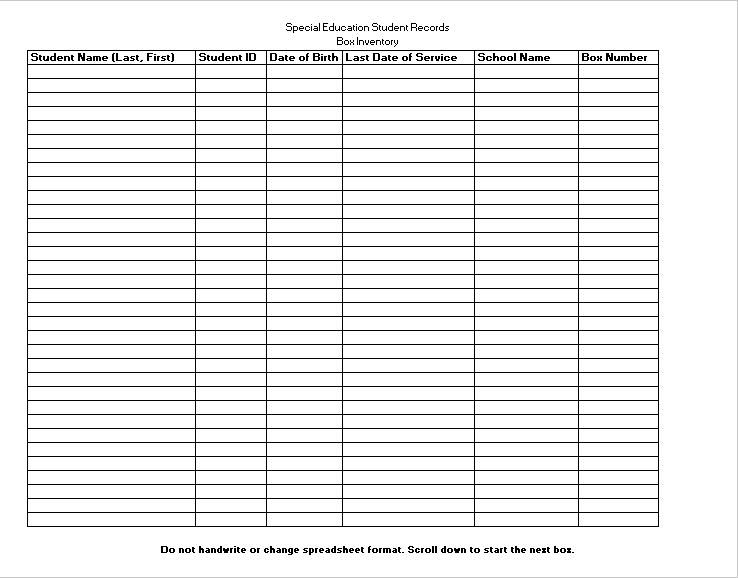 Special Education Student Records
Box Inventory
Student Name (Last, First) Student ID Date of Birth Last Date of Service School Name Box Number
Do not handwrite or change spreadsheet format. Scroll down to start the next box.